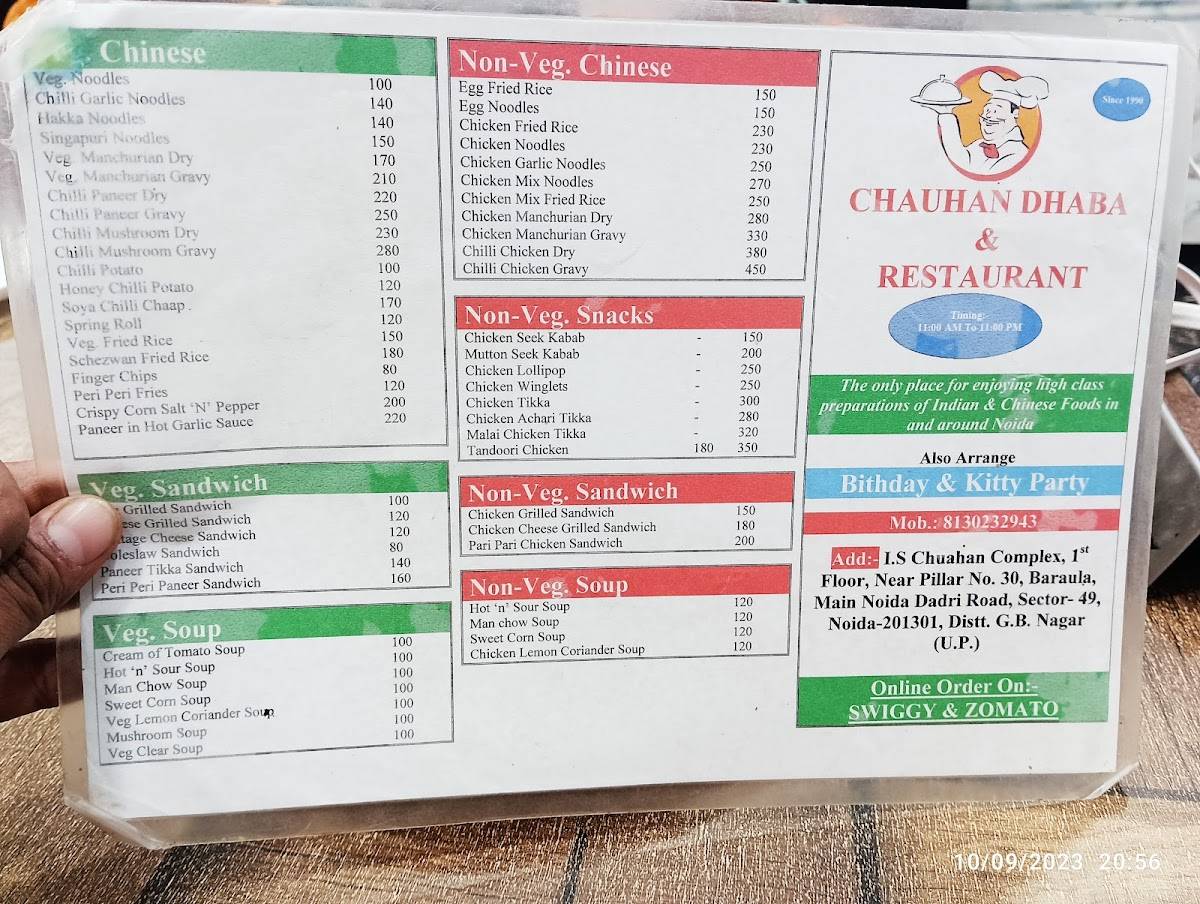 Chinese
Veg. Noodles 100
Chilli Garlic Noodles 140
Hakka Noodles 140
Singapuri Noodles 150
Veg. Manchurian Dry 170
Veg. Manchurian Gravy 210
Chilli Paneer Dry 220
Chilli Paneer Gravy 250
Chilli Mushroom Dry 230
Chilli Mushroom Gravy 280
Chilli Potato 100
Honey Chilli Potato 120
Soya Chilli Chaap . 170
Spring Roll 120
Veg. Fried Rice 150
Schezwan Fried Rice 180
Finger Chips 80
Peri Peri Fries 120
Crispy Corn Salt ‘N’ Pepper 200
Paneer in Hot Garlic Sauce 220
Veg. Sandwich
Grilled Sandwich 100
Grilled Sandwich 120
Cheese Sandwich 120
Sandwich 80
Paneer Tikka Sandwich 140
Peri Peri Paneer Sandwich 160
Veg. Soup
Cream of Tomato Soup 100
Hot ‘n’ Sour Soup 100
Man Chow Soup 100
Sweet Corn Soup 100
Veg Lemon Coriander Soup 100
Mushroom Soup 100
Veg Clear Soup 100
Non-Veg. Chinese
Egg Fried Rice 150
Egg Noodles 150
Chicken Fried Rice 230
Chicken Noodles 230
Chicken Garlic Noodles 250
Chicken Mix Noodles 270
Chicken Mix Fried Rice 250
Chicken Manchurian Dry 280
Chicken Manchurian Gravy 330
Chilli Chicken Dry 380
Chilli Chicken Gravy 450
Non-Veg. Snacks
Chicken Seek Kabab - 150
Mutton Seek Kabab - 200
Chicken Lollipop - 250
Chicken Winglets - 250
Chicken Tikka - 300
Chicken Achari Tikka - 280
Malai Chicken Tikka - 320
Tandoori Chicken 180 350
Non-Veg. Sandwich
Chicken Grilled Sandwich 150
Chicken Cheese Grilled Sandwich 180
Pari Pari Chicken Sandwich 200
Non-Veg. Soup
Hot ‘n’ Sour Soup 120
Man chow Soup 120
Sweet Corn Soup 120
Chicken Lemon Coriander Soup 120
Since 1990
CHAUHAN DHABA
&
RESTAURANT
Timing:
11:00 AM To 11:00 PM
The only place for enjoying high class
preparations of Indian & Chinese Foods in
and around Noida
Also Arrange
Bithday & Kitty Party
Mob.: 8130232943
Add:- I.S Chuahan Complex, 1st
Floor, Near Pillar No. 30, Baraula,
Main Noida Dadri Road, Sector- 49,
Noida-201301, Distt. G.B. Nagar
(U.P.)
Online Order On:-
SWIGGY & ZOMATO
10/09/2023 20:56